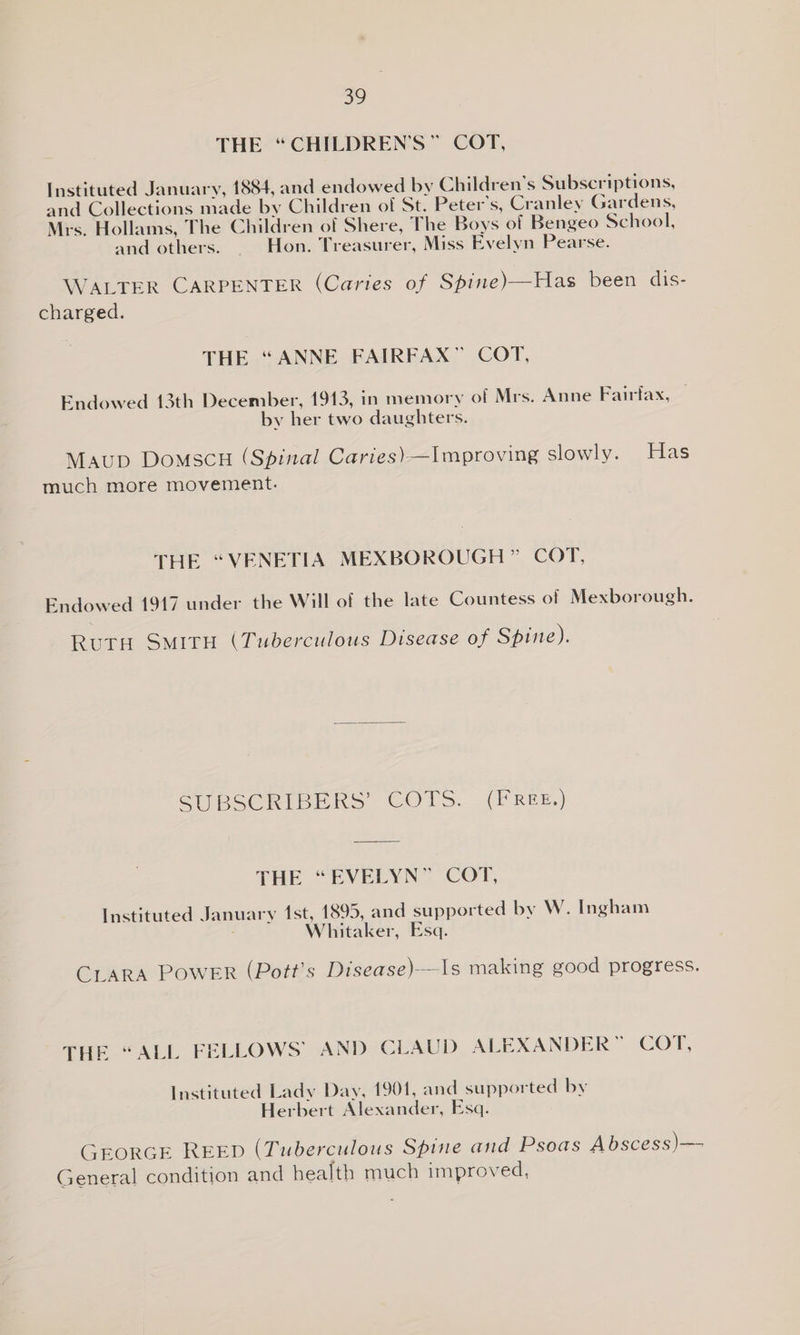 39
THE “CHILDREN'S” COT,
Instituted January, 1884, and endowed by Children's Subscriptions,
and Collections made by Children of St. Peter's, Cranley Gardens,
Mrs. Hollams, The Children of Shere, The Boys of Bengeo School,
and others. Hon. Treasurer, Miss Evelyn Pearse.
WALTER CARPENTER (Caries of Spine)—Has been dis-
charged.
THE “ANNE FAIRFAX” COT,
Endowed 13th December, 1913, in memory of Mrs. Anne Fairfax,
by her two daughters.
MAUD DOMSCH (Spinal Caries)—Improving slowly. Has
much more movement.
THE “VENETIA MEXBOROUGH” COT,
Endowed 1917 under the Will of the late Countess of Mexborough.
RUTH SMITH (Tuberculous Disease of Spine).
SUBSCRIBERS' COTS. (FREE.)
THE “EVELYN” COT,
Instituted January 1st, 1895, and supported by W. Ingham
Whitaker, Esq.
CLARA POWER (Pott's Disease)—Is making good progress.
THE “ALL FELLOWS' AND CLAUD ALEXANDER” COT,
Instituted Lady Day, 1901, and supported by
Herbert Alexander, Esq.
GEORGE REED (Tuberculous Spine and Psoas Abscess)—
General condition and health much improved,